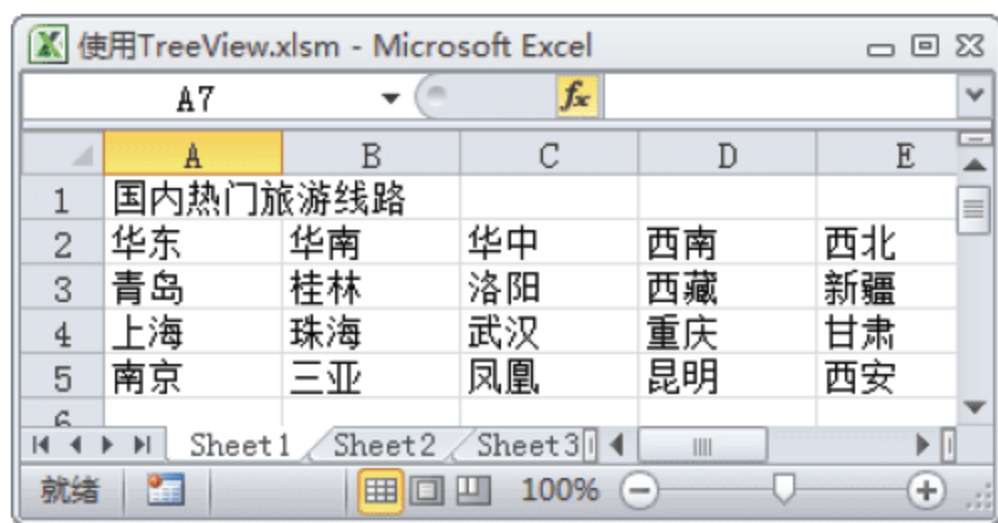 使用TreeView.xlsm - Microsoft Excel
A7 fx
A B C D E
1 国内热门旅游线路
2 华东 华南 华中 西南 西北
3 青岛 桂林 洛阳 西藏 新疆
4 上海 珠海 武汉 重庆 甘肃
5 南京 三亚 凤凰 昆明 西安
6
Sheet1 Sheet2 Sheet3
就绪 100%